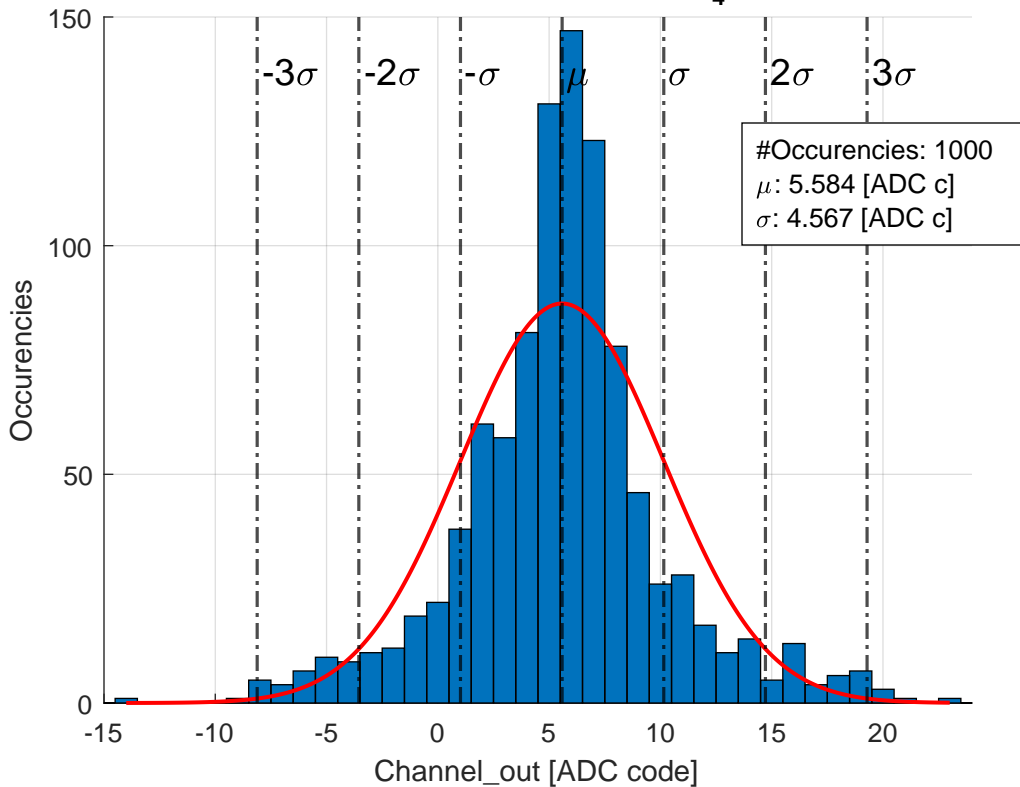 4
150
100
50
0
-3σ
-2σ
-σ
μ
σ
2σ
3σ
#Occurencies: 1000
μ: 5.584 [ADC c]
σ: 4.567 [ADC c]
Occurencies
-15
-10
-5
0
5
10
15
20
Channel_out [ADC code]